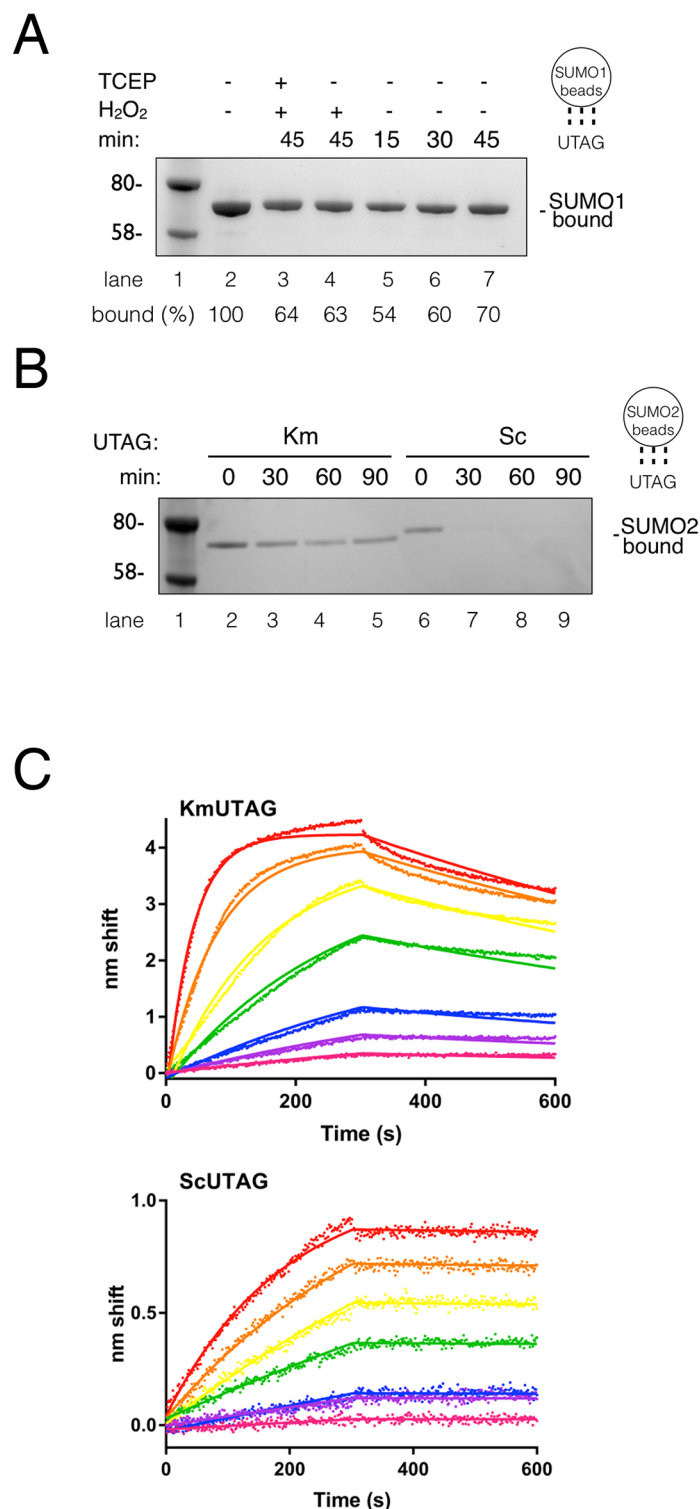 A
TCEP - + - - - -
H₂O₂ - + + - - -
min: 45 45 15 30 45
SUMO1
beads
UTAG
80-
58-
-SUMO1
bound
lane 1 2 3 4 5 6 7
bound (%) 100 64 63 54 60 70
B
UTAG: Km Sc
min: 0 30 60 90 0 30 60 90
SUMO2
beads
UTAG
80-
58-
-SUMO2
bound
lane 1 2 3 4 5 6 7 8 9
C
KmUTAG
nm shift
4
3
2
1
0
0 200 400 600
Time (s)
ScUTAG
nm shift
1.0
0.5
0.0
0 200 400 600
Time (s)